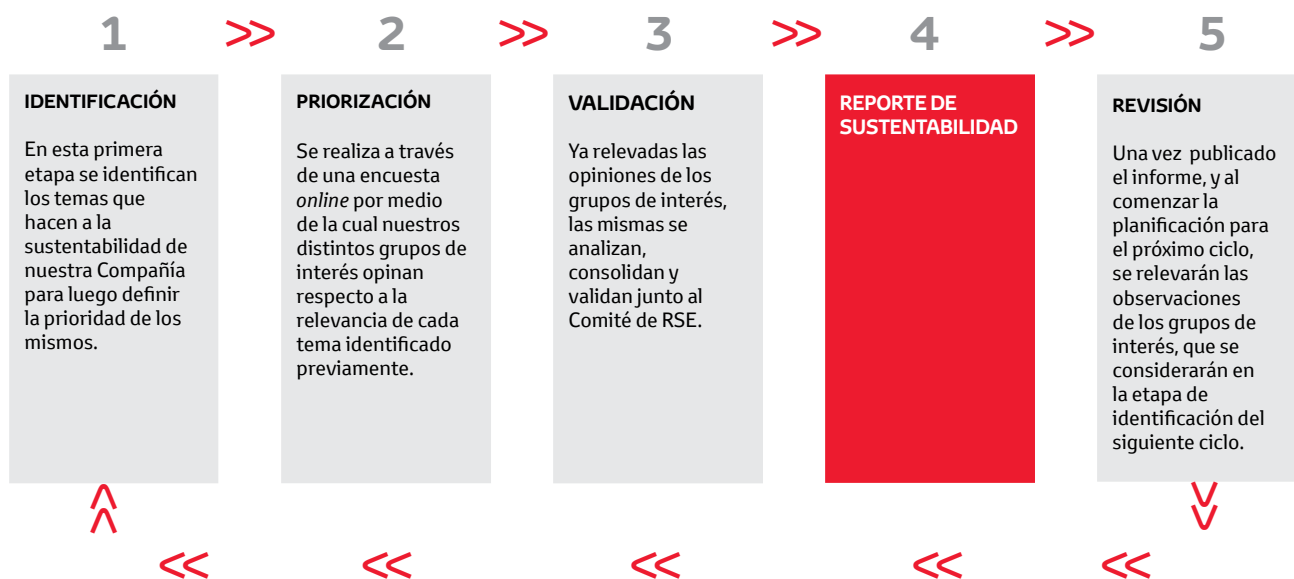 1 >> 2 >> 3 >> 4 >> 5
IDENTIFICACIÓN
En esta primera
etapa se identifican
los temas que
hacen a la
sustentabilidad de
nuestra Compañía
para luego definir
la prioridad de los
mismos.
PRIORIZACIÓN
Se realiza a través
de una encuesta
online por medio
de la cual nuestros
distintos grupos de
interés opinan
respecto a la
relevancia de cada
tema identificado
previamente.
VALIDACIÓN
Ya relevadas las
opiniones de los
grupos de interés,
las mismas se
analizan,
consolidan y
validan junto al
Comité de RSE.
REPORTE DE
SUSTENTABILIDAD
REVISIÓN
Una vez publicado
el informe, y al
comenzar la
planificación para
el próximo ciclo,
se relevarán las
observaciones
de los grupos de
interés, que se
considerarán en
la etapa de
identificación del
siguiente ciclo.